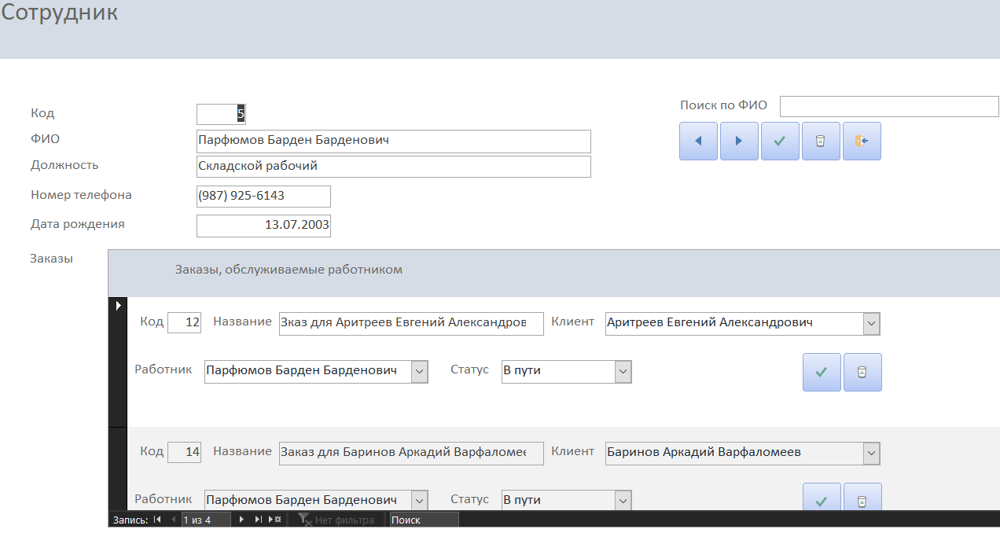 Сотрудник
Код 5
Поиск по ФИО
ФИО Парфюмов Барден Барденович
Должность Складской рабочий
Номер телефона (987) 925-6143
Дата рождения 13.07.2003
Заказы
Заказы, обслуживаемые работником
Код 12 Название Зказ для Аритреев Евгений Александров Клиент Аритреев Евгений Александрович
Работник Парфюмов Барден Барденович Статус В пути
Код 14 Название Заказ для Баринов Аркадий Варфаломее Клиент Баринов Аркадий Варфаломеев
Работник Парфюмов Барден Барденович Статус В пути
Запись: 1 из 4 Нет фильтра Поиск